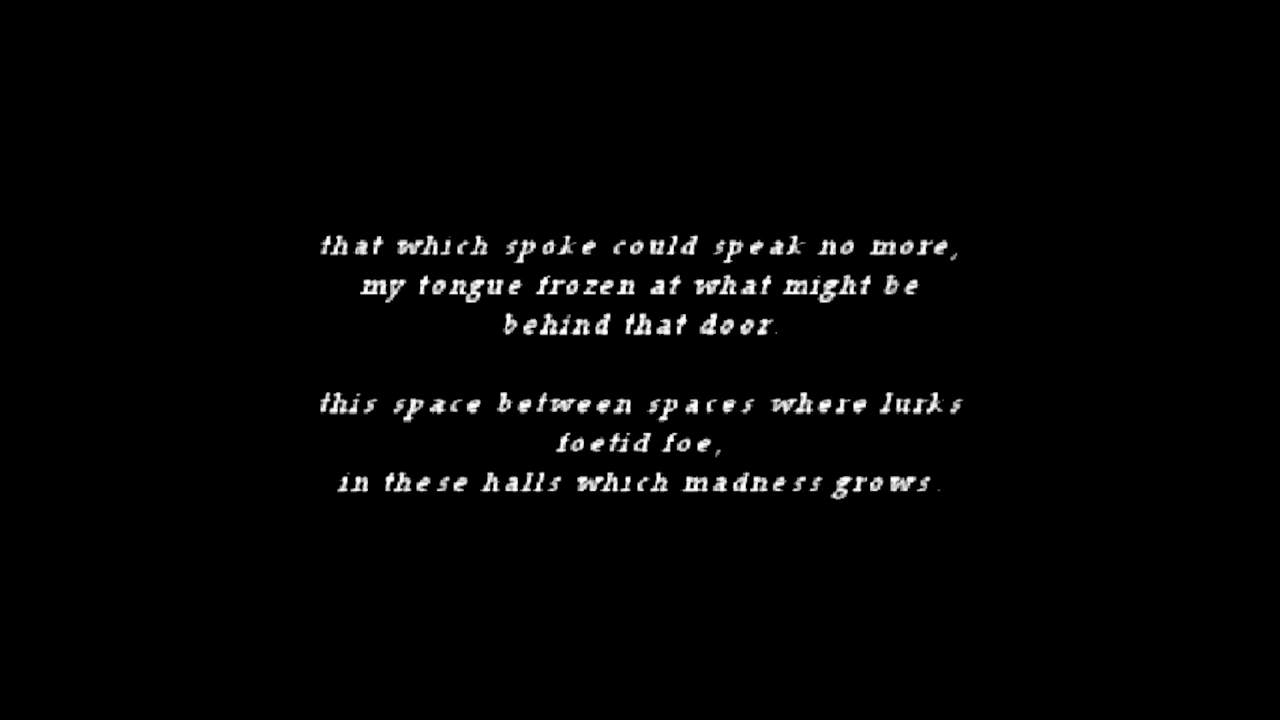 that which spoke could speak no more,
my tongue frozen at what might be
behind that door.
this space between spaces where lurks
foetid foe,
in these halls which madness grows.